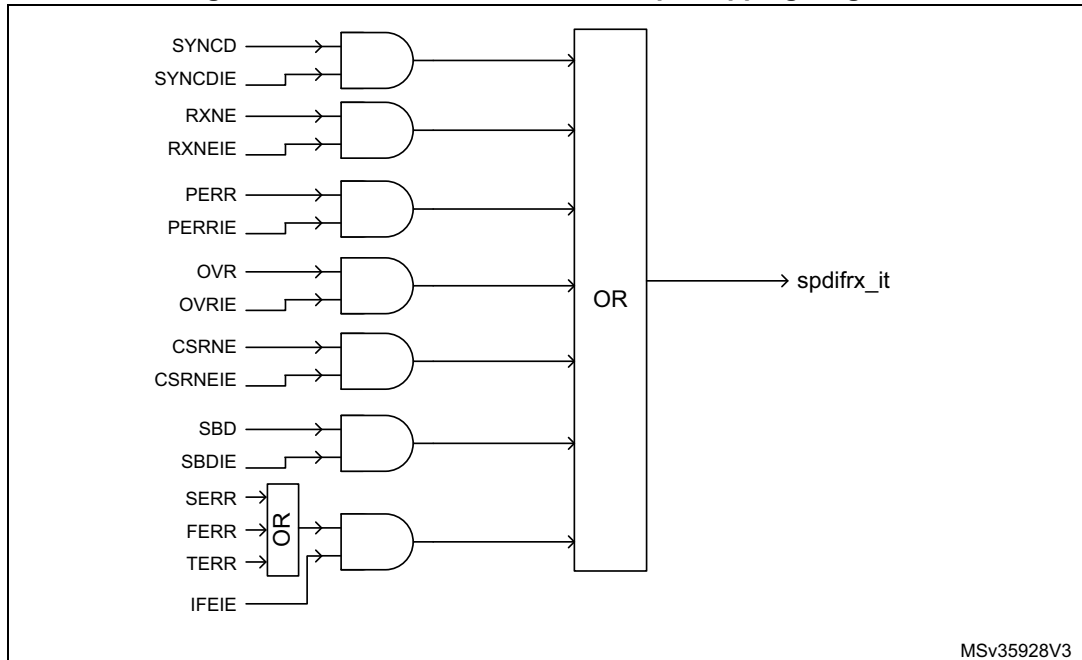 SYNCD
SYNCDIE
RXNE
RXNEIE
PERR
PERRIE
OVR
OVRIE
OR
spdifrx_it
CSRNE
CSRNEIE
SBD
SBDIE
SERR
FERR
OR
TERR
IFEIE
MSv35928V3